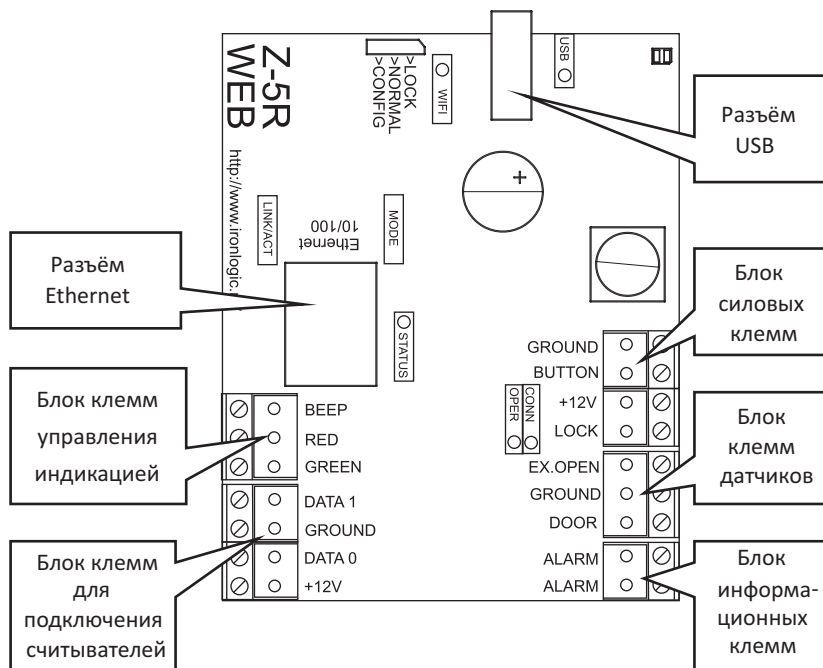 Z-5R
WEB
http://www.ironlogic.
>LOCK
>NORMAL
>CONFIG
WIFI
USB
LINK/ACT
Ethernet
10/100
MODE
STATUS
CONN
OPER
Разъём
USB
Разъём
Ethernet
Блок
силовых
клемм
Блок клемм
управления
индикацией
Блок
клемм
датчиков
Блок клемм
для
подключения
считывателей
Блок
информа-
ционных
клемм
BEEP
RED
GREEN
DATA 1
GROUND
DATA 0
+12V
GROUND
BUTTON
+12V
LOCK
EX.OPEN
GROUND
DOOR
ALARM
ALARM
+